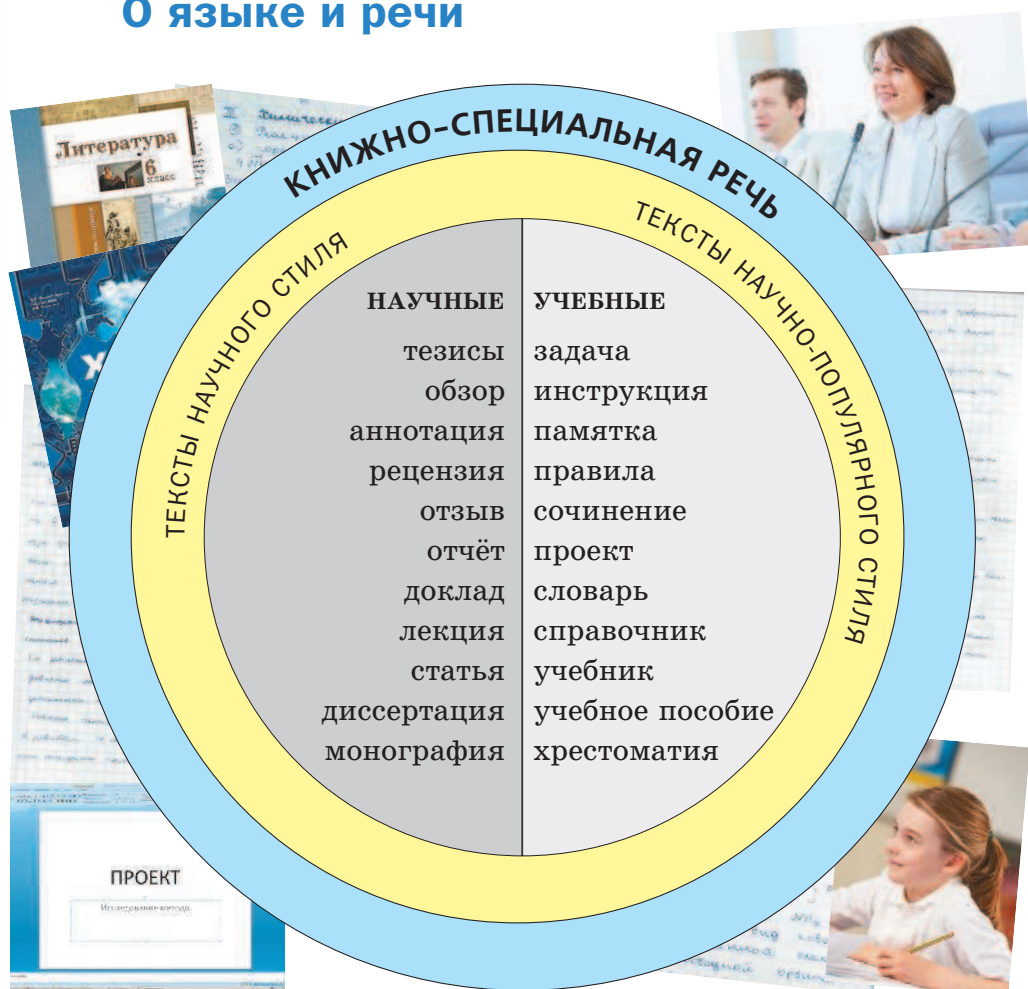 О языке и речи
Литература
6
класс
КНИЖНО-СПЕЦИАЛЬНАЯ РЕЧЬ
ТЕКСТЫ НАУЧНОГО СТИЛЯ
ТЕКСТЫ НАУЧНО-ПОПУЛЯРНОГО СТИЛЯ
НАУЧНЫЕ УЧЕБНЫЕ
тезисы задача
обзор инструкция
аннотация памятка
рецензия правила
отзыв сочинение
отчёт проект
доклад словарь
лекция справочник
статья учебник
диссертация учебное пособие
монография хрестоматия
ПРОЕКТ
Исследование метода